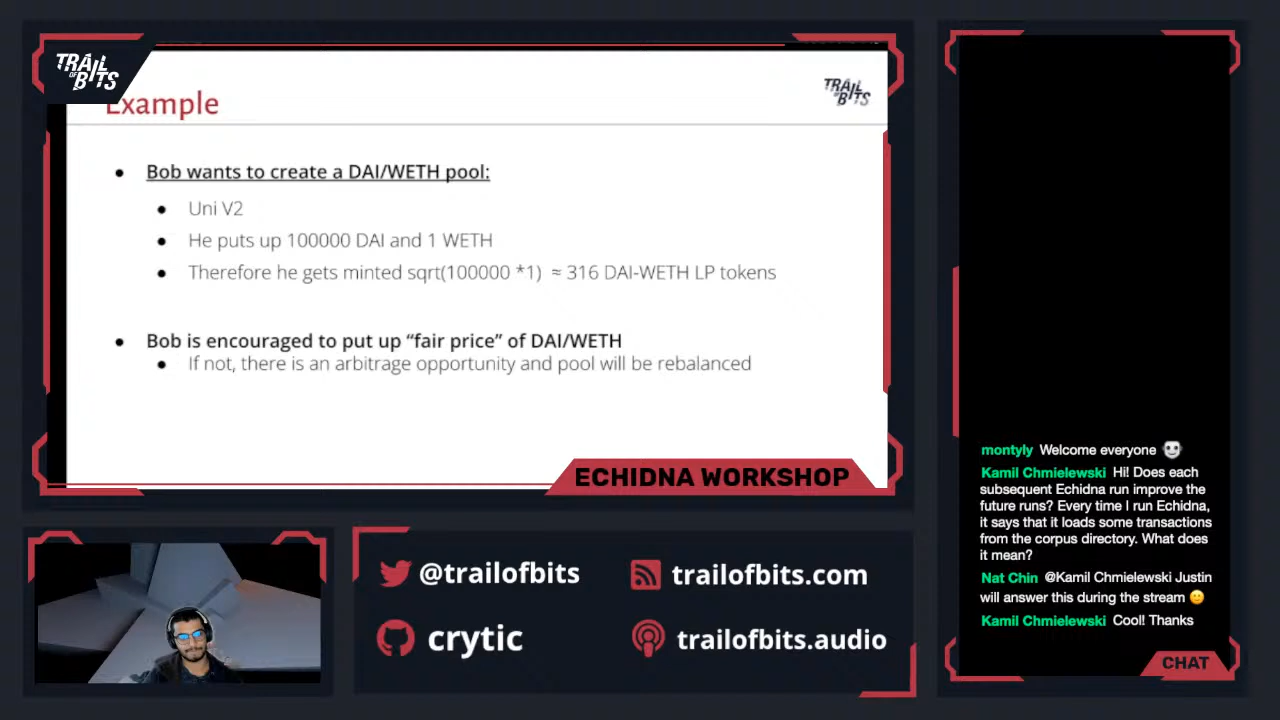 TRAIL
OF
BITS
Example
TRAIL
OF
BITS
• Bob wants to create a DAI/WETH pool:
• Uni V2
• He puts up 100000 DAI and 1 WETH
• Therefore he gets minted sqrt(100000 *1) ≈ 316 DAI-WETH LP tokens
• Bob is encouraged to put up “fair price” of DAI/WETH
• If not, there is an arbitrage opportunity and pool will be rebalanced
ECHIDNA WORKSHOP
@trailofbits
trailofbits.com
crytic
trailofbits.audio
montyly Welcome everyone
Kamil Chmielewski Hi! Does each
subsequent Echidna run improve the
future runs? Every time I run Echidna,
it says that it loads some transactions
from the corpus directory. What does
it mean?
Nat Chin @Kamil Chmielewski Justin
will answer this during the stream 🙂
Kamil Chmielewski Cool! Thanks
CHAT